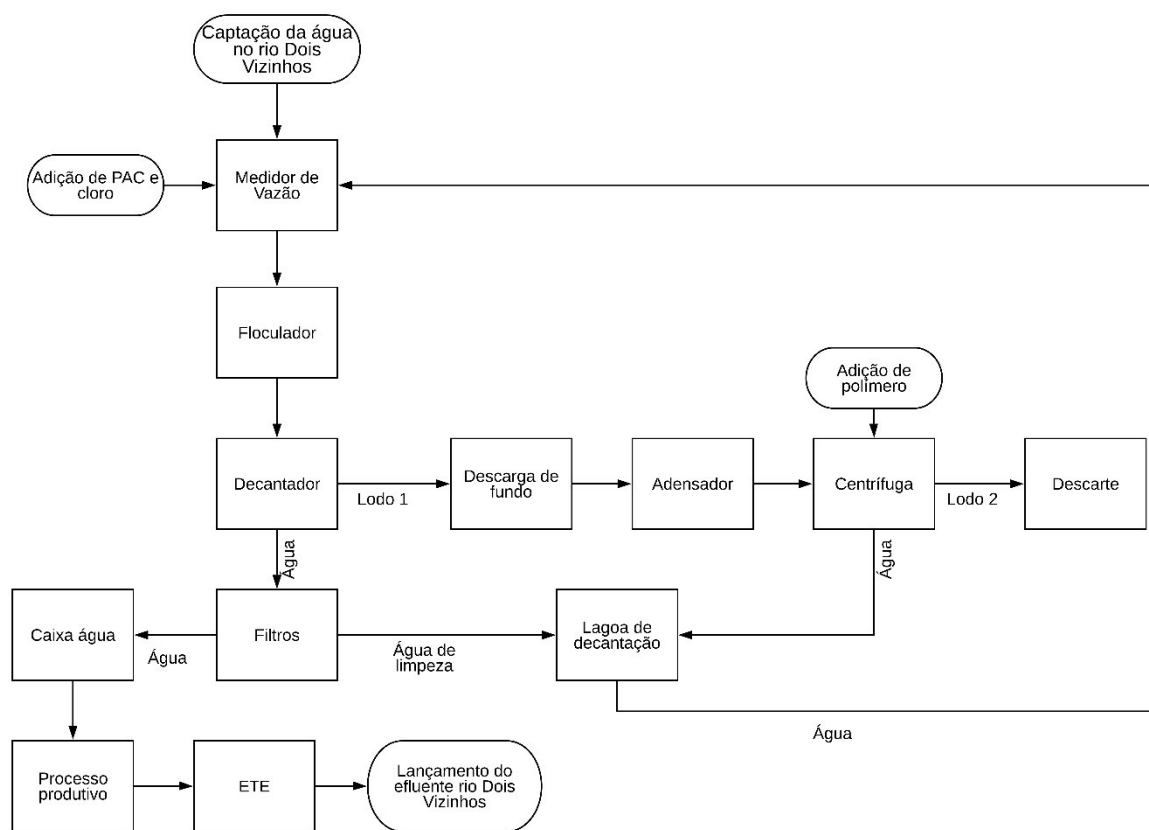 Captação da água
no rio Dois
Vizinhos
Adição de PAC e
cloro
Medidor de
Vazão
Floculador
Adição de
polímero
Decantador
Lodo 1
Descarga de
fundo
Adensador
Centrífuga
Lodo 2
Descarte
Água
Água
Caixa água
Água
Filtros
Água de
limpeza
Lagoa de
decantação
Água
Processo
produtivo
ETE
Lançamento do
efluente rio Dois
Vizinhos